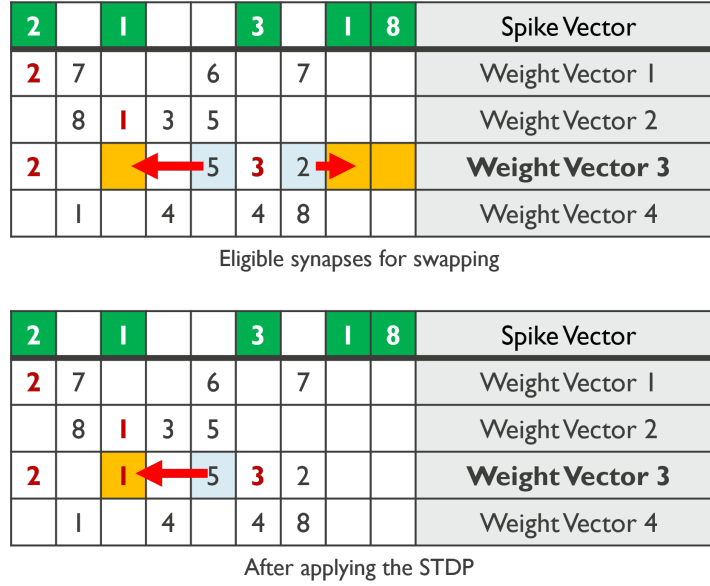 2 1 3 1 8 Spike Vector
2 7 6 7 Weight Vector 1
8 1 3 5 Weight Vector 2
2 5 3 2 Weight Vector 3
1 4 4 8 Weight Vector 4
Eligible synapses for swapping
2 1 3 1 8 Spike Vector
2 7 6 7 Weight Vector 1
8 1 3 5 Weight Vector 2
2 1 5 3 2 Weight Vector 3
1 4 4 8 Weight Vector 4
After applying the STDP